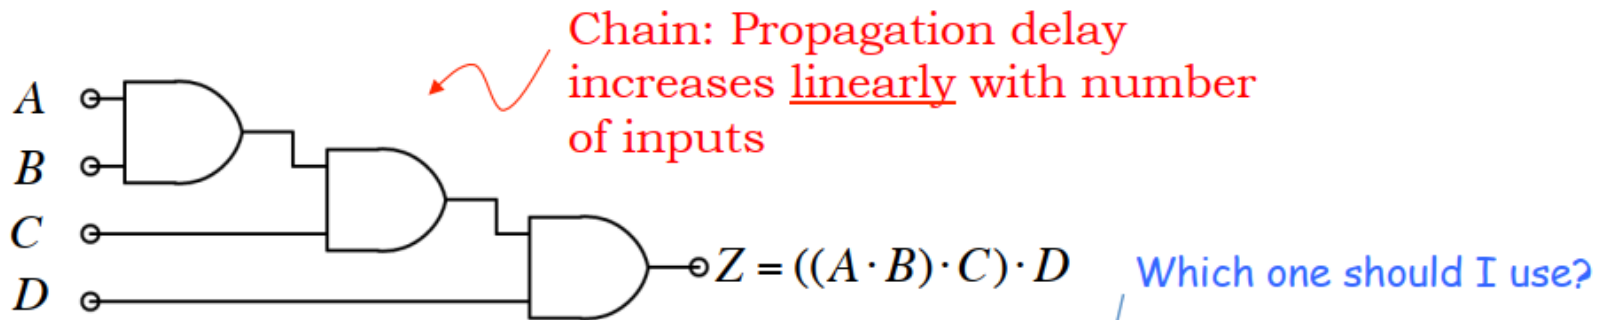 Chain: Propagation delay
increases linearly with number
of inputs
A
B
C
D
Z = ((A · B) · C) · D
Which one should I use?